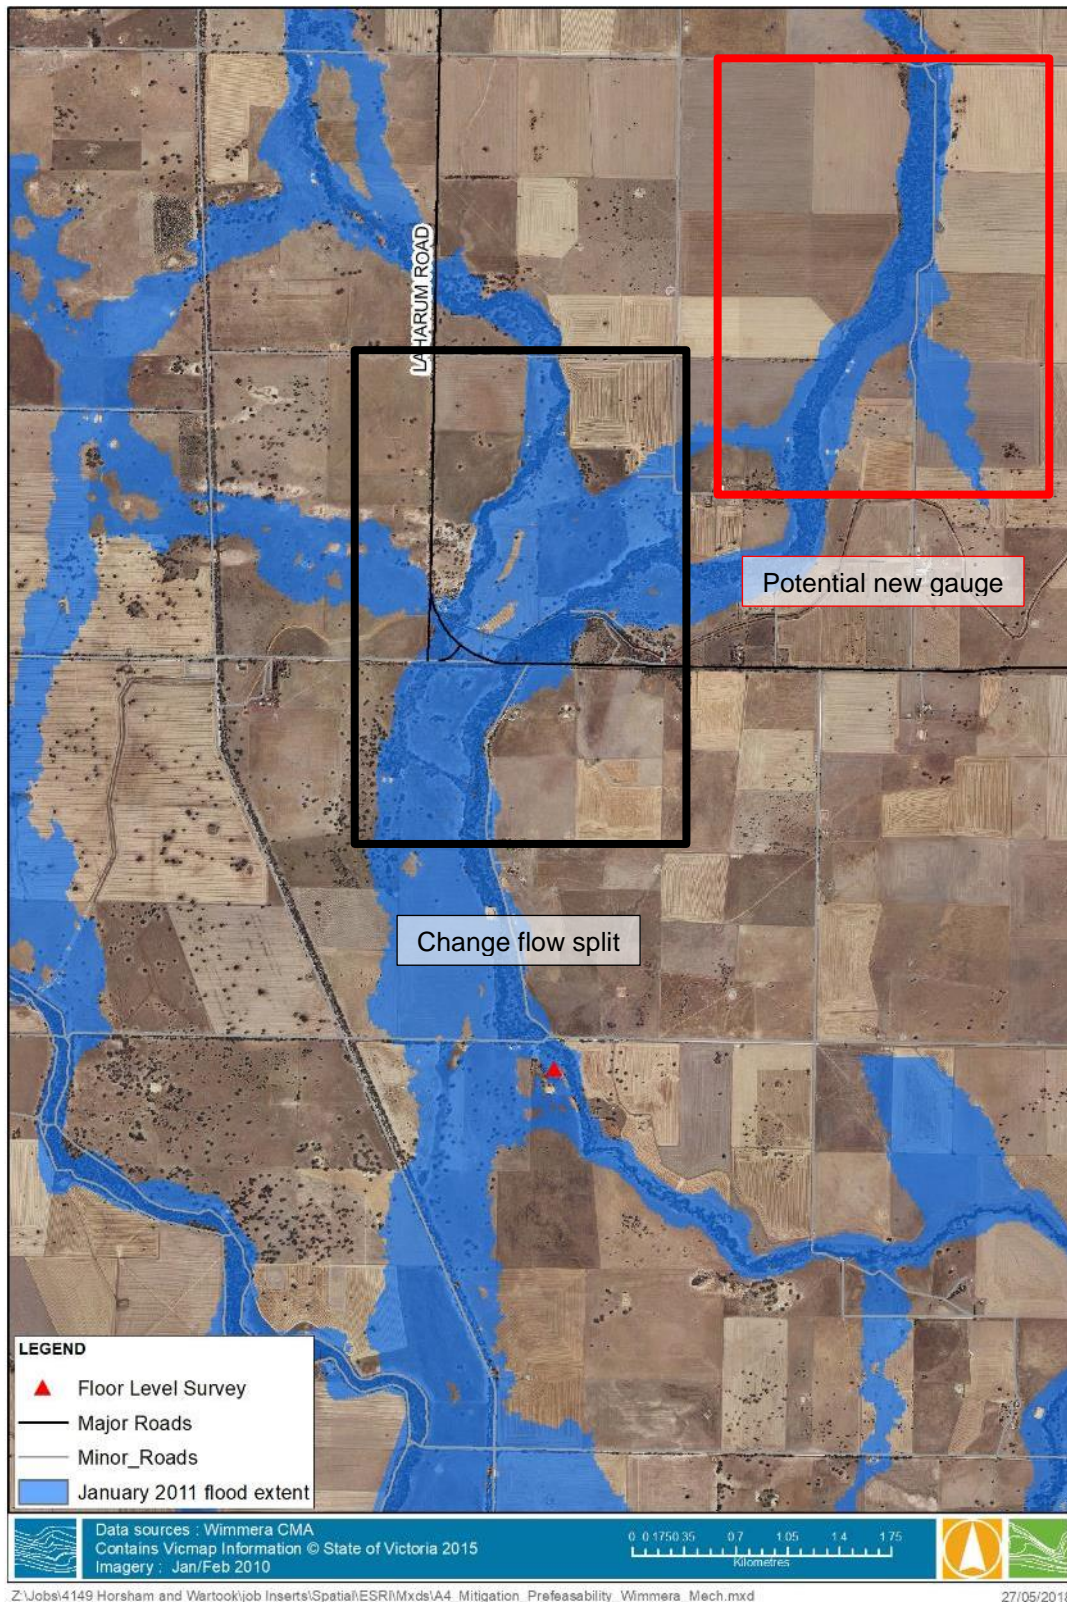 LAHARUM ROAD
Potential new gauge
Change flow split
LEGEND
Floor Level Survey
Major Roads
Minor_Roads
January 2011 flood extent
Data sources : Wimmera CMA
Contains Vicmap Information © State of Victoria 2015
Imagery : Jan/Feb 2010
0 0.175 0.35 0.7 1.05 1.4 1.75
Kilometres
Z:\Jobs\4149 Horsham and Wartook\job Inserts\Spatial\ESRI\Mxds\A4_Mitigation_Prefeasability_Wimmera_Mech.mxd
27/05/2018